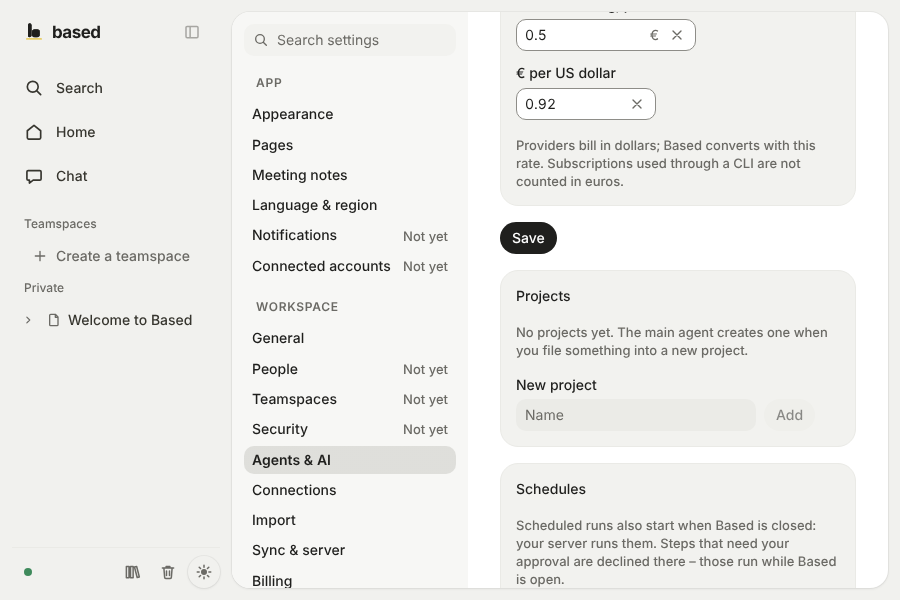 based
Search
Home
Chat
Teamspaces
Create a teamspace
Private
Welcome to Based
Search settings
APP
Appearance
Pages
Meeting notes
Language & region
Notifications Not yet
Connected accounts Not yet
WORKSPACE
General
People Not yet
Teamspaces Not yet
Security Not yet
Agents & AI
Connections
Import
Sync & server
Billing
0.5 €
€ per US dollar
0.92
Providers bill in dollars; Based converts with this
rate. Subscriptions used through a CLI are not
counted in euros.
Save
Projects
No projects yet. The main agent creates one when
you file something into a new project.
New project
Name Add
Schedules
Scheduled runs also start when Based is closed:
your server runs them. Steps that need your
approval are declined there – those run while Based
is open.